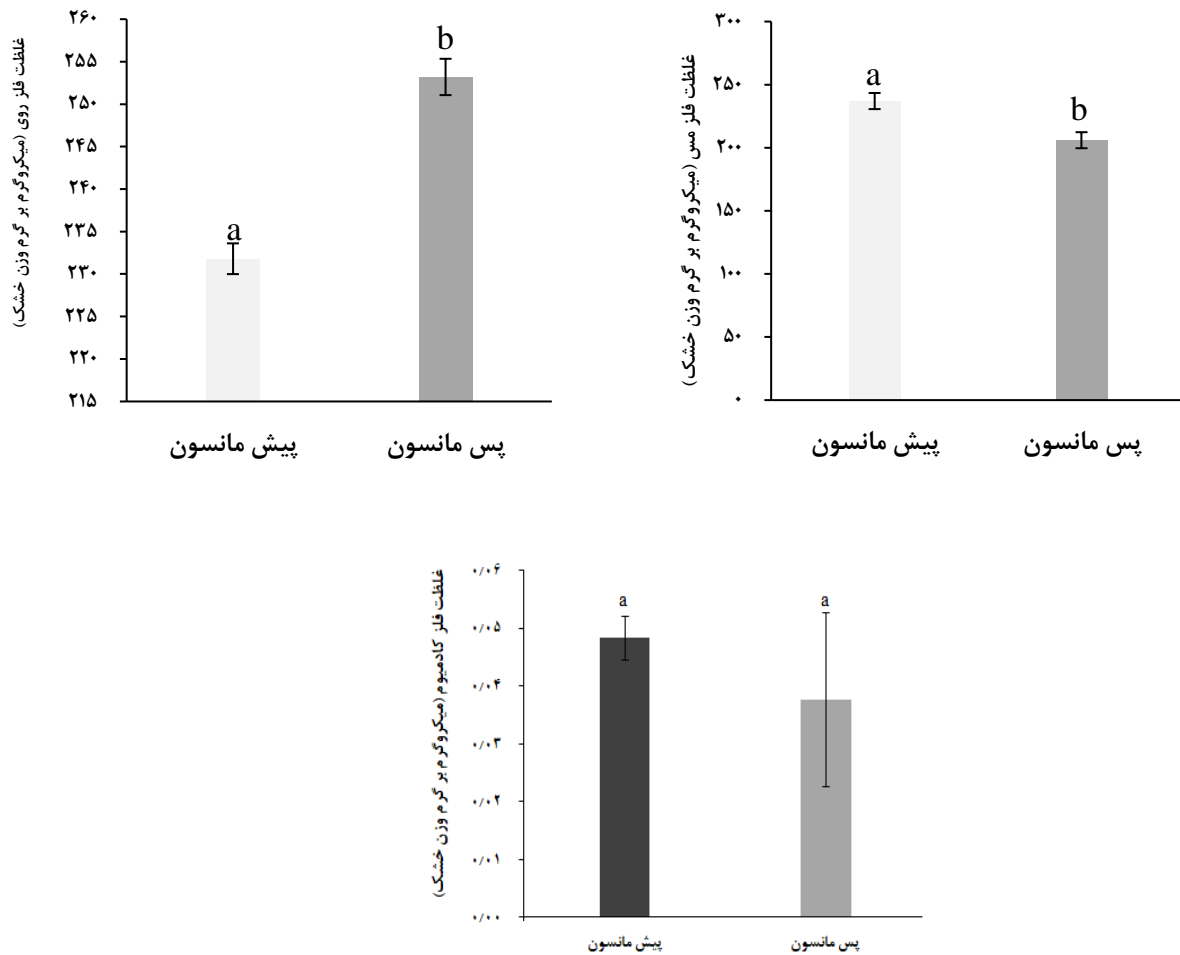 غلظت فلز روی (میکروگرم بر گرم وزن خشک)
۲۶۰
۲۵۵
۲۵۰
۲۴۵
۲۴۰
۲۳۵
۲۳۰
۲۲۵
۲۲۰
۲۱۵
a
b
پیش مانسون
پس مانسون
غلظت فلز مس (میکروگرم بر گرم وزن خشک)
۳۰۰
۲۵۰
۲۰۰
۱۵۰
۱۰۰
۵۰
۰
a
b
پیش مانسون
پس مانسون
غلظت فلز کادمیوم (میکروگرم بر گرم وزن خشک)
۰/۰۶
۰/۰۵
۰/۰۴
۰/۰۳
۰/۰۲
۰/۰۱
۰/۰۰
a
a
پیش مانسون
پس مانسون